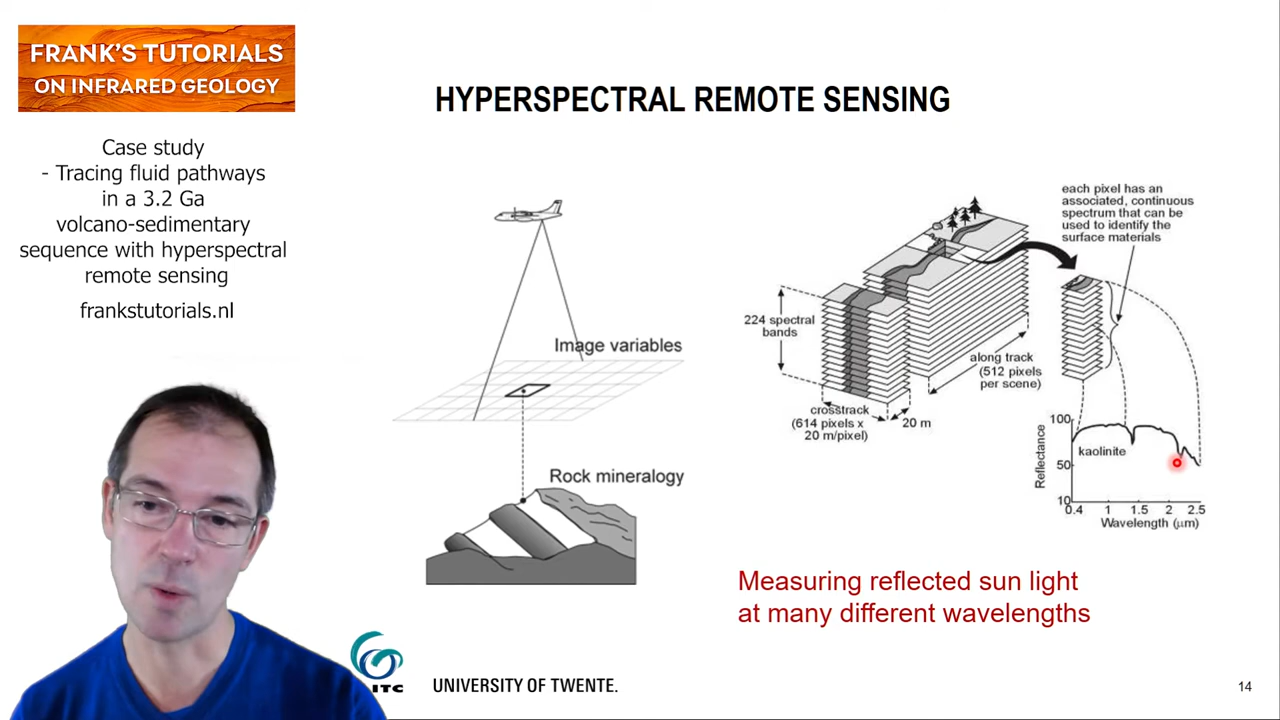 FRANK'S TUTORIALS
ON INFRARED GEOLOGY
Case study
- Tracing fluid pathways
in a 3.2 Ga
volcano-sedimentary
sequence with hyperspectral
remote sensing
frankstutorials.nl
HYPERSPECTRAL REMOTE SENSING
Image variables
Rock mineralogy
each pixel has an
associated, continuous
spectrum that can be
used to identify the
surface materials
224 spectral
bands
along track
(512 pixels
per scene)
crosstrack
(614 pixels x
20 m/pixel)
20 m
Reflectance
100
50
10
kaolinite
0.4 1 1.5 2 2.5
Wavelength (µm)
Measuring reflected sun light
at many different wavelengths
ITC
UNIVERSITY OF TWENTE.
14